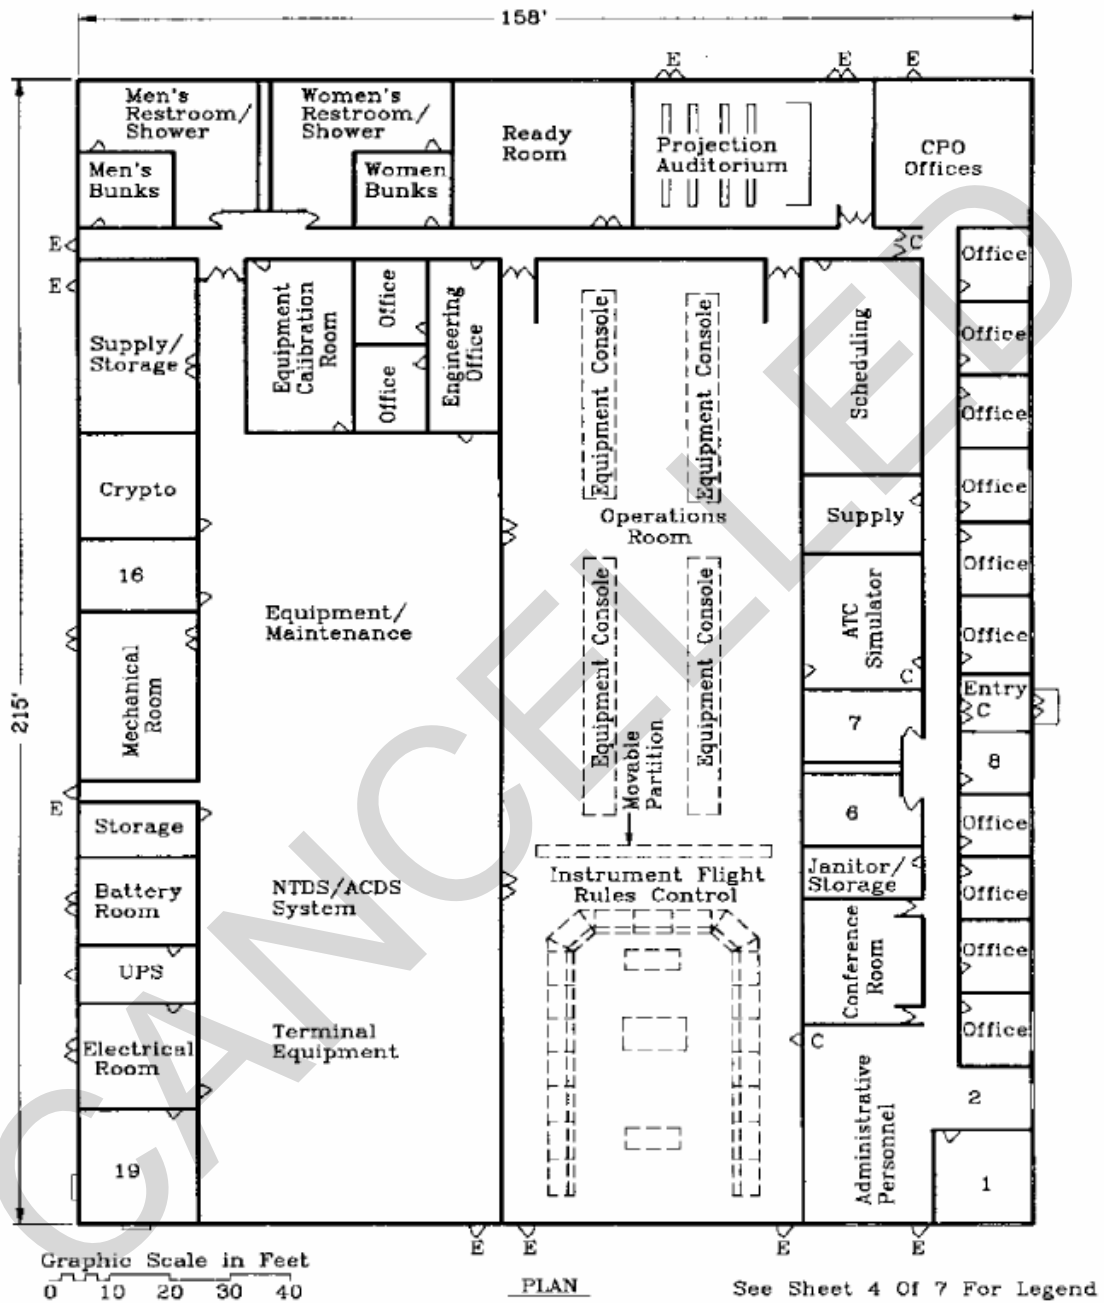 158'
E
E
E
Men's
Restroom/
Shower
Women's
Restroom/
Shower
Ready
Room
Projection
Auditorium
CPO
Offices
Men's
Bunks
Women
Bunks
E
C
Office
E
Supply/
Storage
Equipment
Calibration
Room
Office
Office
Engineering
Office
Equipment Console
Equipment Console
Scheduling
Office
Office
Crypto
Operations
Room
Supply
Office
16
Office
Equipment/
Maintenance
Equipment Console
Equipment Console
ATC
Simulator
C
Office
215'
Mechanical
Room
Entry
C
7
8
Movable
Partition
E
Storage
6
Office
Battery
Room
NTDS/ACDS
System
Instrument Flight
Rules Control
Janitor/
Storage
Office
UPS
Conference
Room
Office
Electrical
Room
Terminal
Equipment
C
Office
Administrative
Personnel
2
19
1
E
E
E
E
Graphic Scale in Feet
0 10 20 30 40
PLAN
See Sheet 4 Of 7 For Legend
CANCELLED